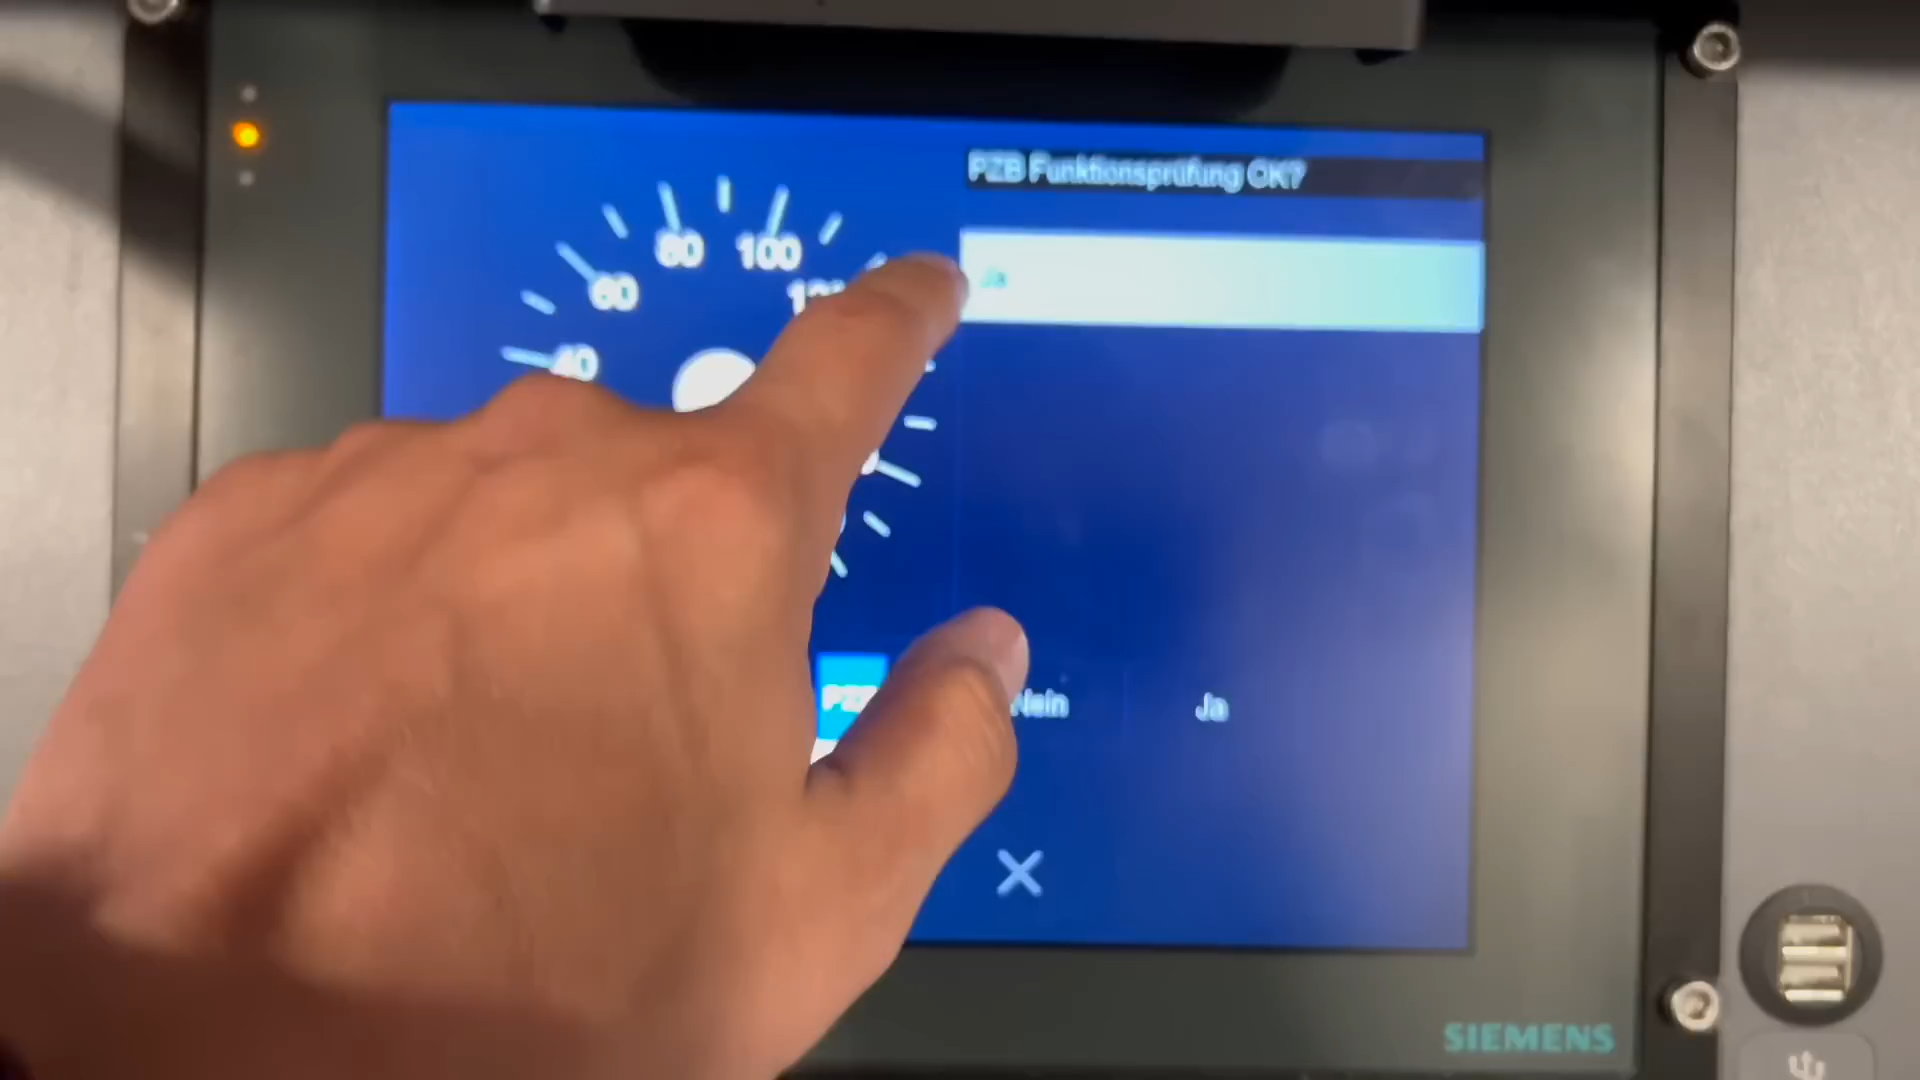 PZB Funktionsprüfung OK?
80 100
60
40
Ja
Nein Ja
SIEMENS